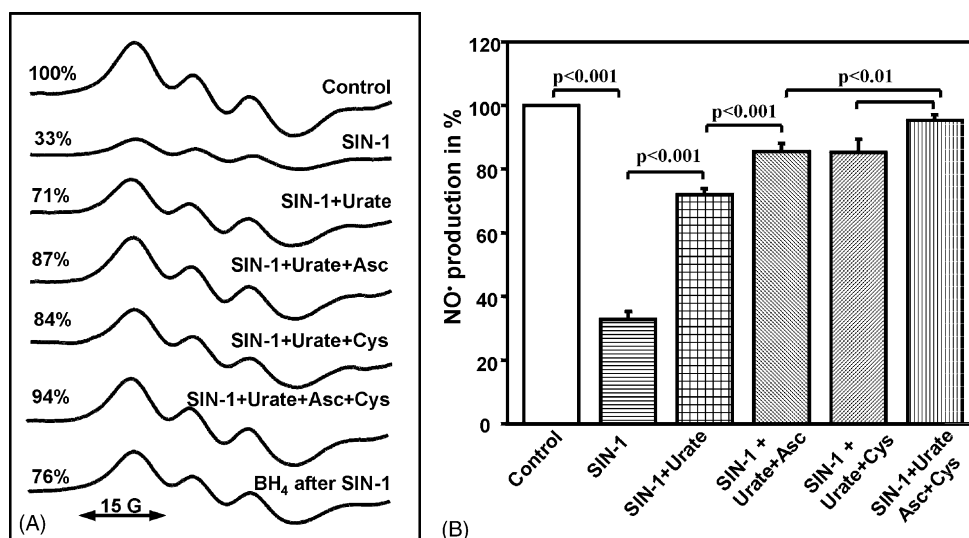 100%
Control
33%
SIN-1
71%
SIN-1+Urate
87%
SIN-1+Urate+Asc
84%
SIN-1+Urate+Cys
94%
SIN-1+Urate+Asc+Cys
76%
BH₄ after SIN-1
15 G
(A)
NO• production in %
120
100
80
60
40
20
0
p<0.001
p<0.001
p<0.001
p<0.01
Control
SIN-1
SIN-1+Urate
SIN-1 +
Urate+Asc
SIN-1 +
Urate+Cys
SIN-1+Urate
Asc+Cys
(B)